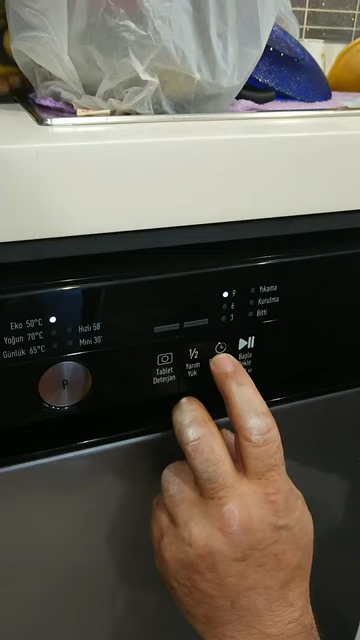 Eko 50°C
Yoğun 70°C
Günlük 65°C
Hızlı 58'
Mini 30'
P
Tablet
Deterjan
½
Yarım
Yük
9
6
3
Yıkama
Kurutma
Bitti
Başla